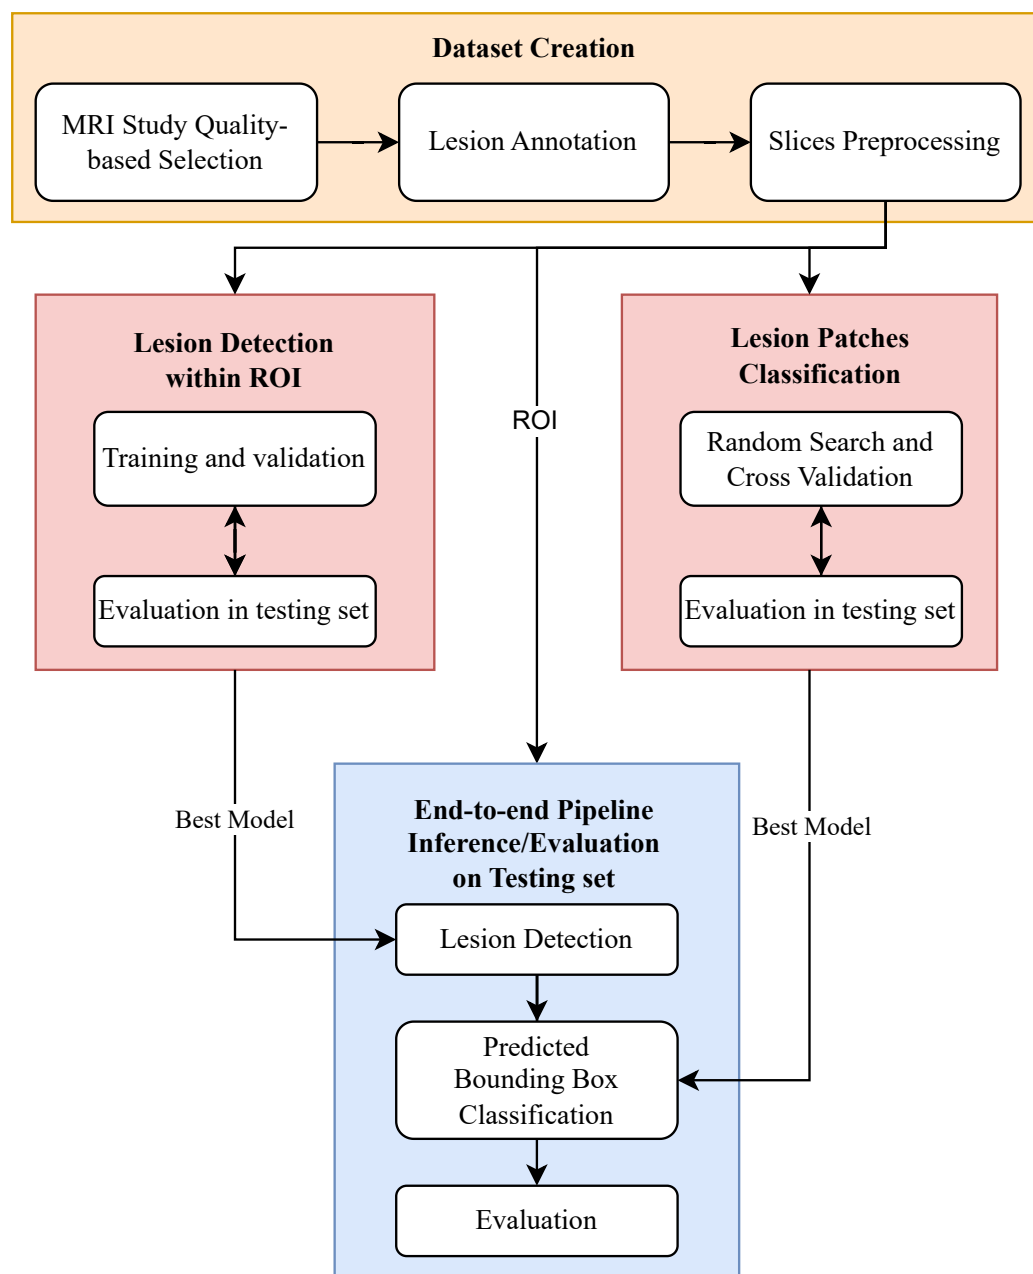 Dataset Creation
MRI Study Quality-
based Selection
Lesion Annotation
Slices Preprocessing
Lesion Detection
within ROI
Training and validation
Evaluation in testing set
ROI
Lesion Patches
Classification
Random Search and
Cross Validation
Evaluation in testing set
Best Model
Best Model
End-to-end Pipeline
Inference/Evaluation
on Testing set
Lesion Detection
Predicted
Bounding Box
Classification
Evaluation